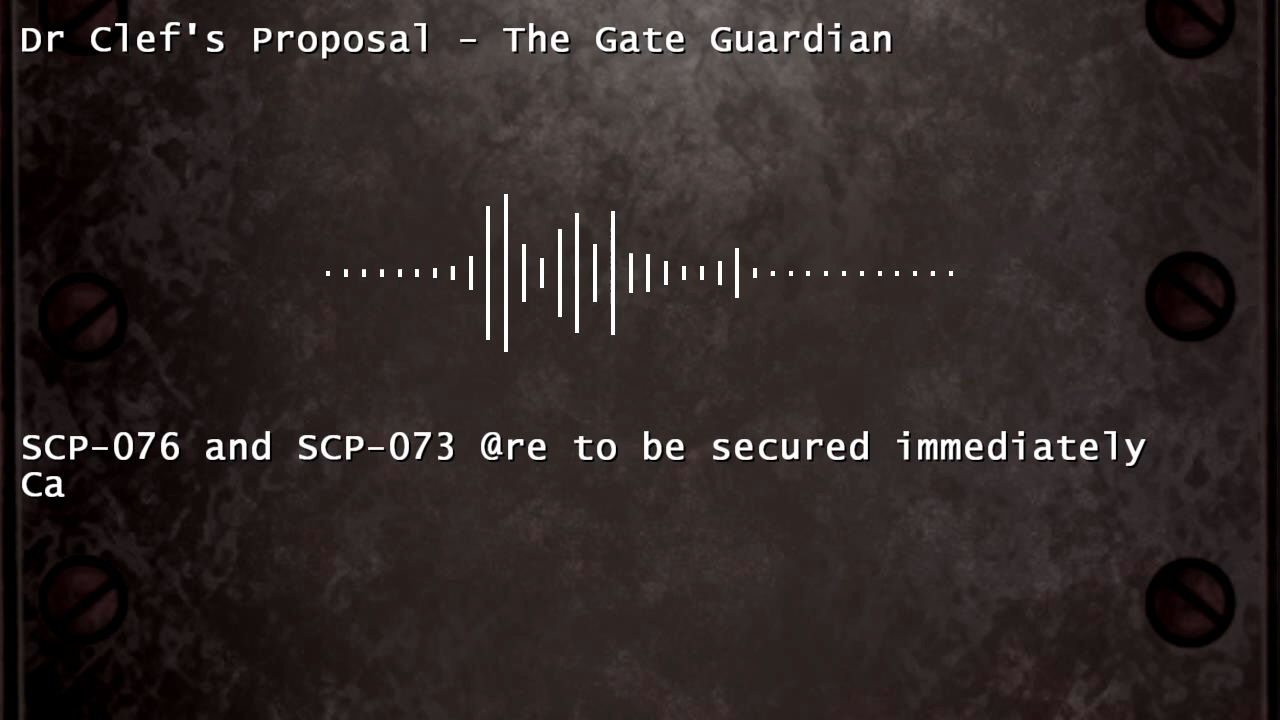 Dr Clef's Proposal – The Gate Guardian
SCP-076 and SCP-073 @re to be secured immediately
Ca